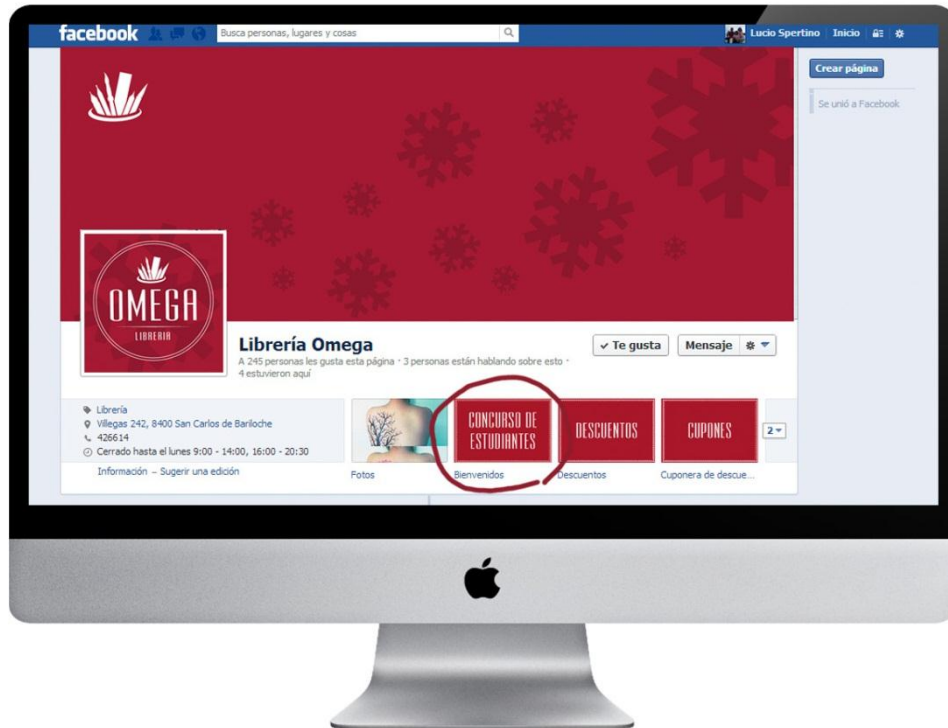 facebook
Busca personas, lugares y cosas
Lucio Spertino Inicio
Crear página
Se unió a Facebook
OMEGA
LIBRERIA
Librería Omega
A 245 personas les gusta esta página · 3 personas están hablando sobre esto ·
4 estuvieron aquí
✓ Te gusta
Mensaje
Librería
Villegas 242, 8400 San Carlos de Bariloche
426614
Cerrado hasta el lunes 9:00 - 14:00, 16:00 - 20:30
Información – Sugerir una edición
CONCURSO DE
ESTUDIANTES
DESCUENTOS
CUPONES
2
Fotos
Bienvenidos
Descuentos
Cuponera de descue...